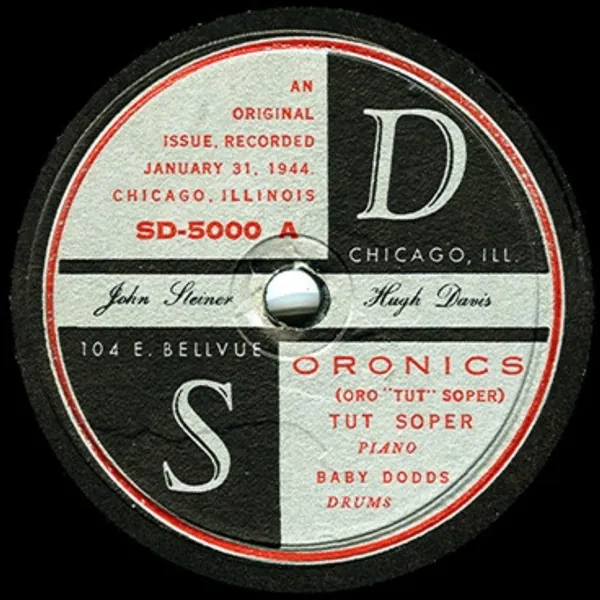 AN
ORIGINAL
ISSUE, RECORDED
JANUARY 31, 1944.
CHICAGO, ILLINOIS
SD-5000 A
D
CHICAGO, ILL.
John Steiner Hugh Davis
104 E. BELLVUE
S
ORONICS
(ORO "TUT" SOPER)
TUT SOPER
PIANO
BABY DODDS
DRUMS